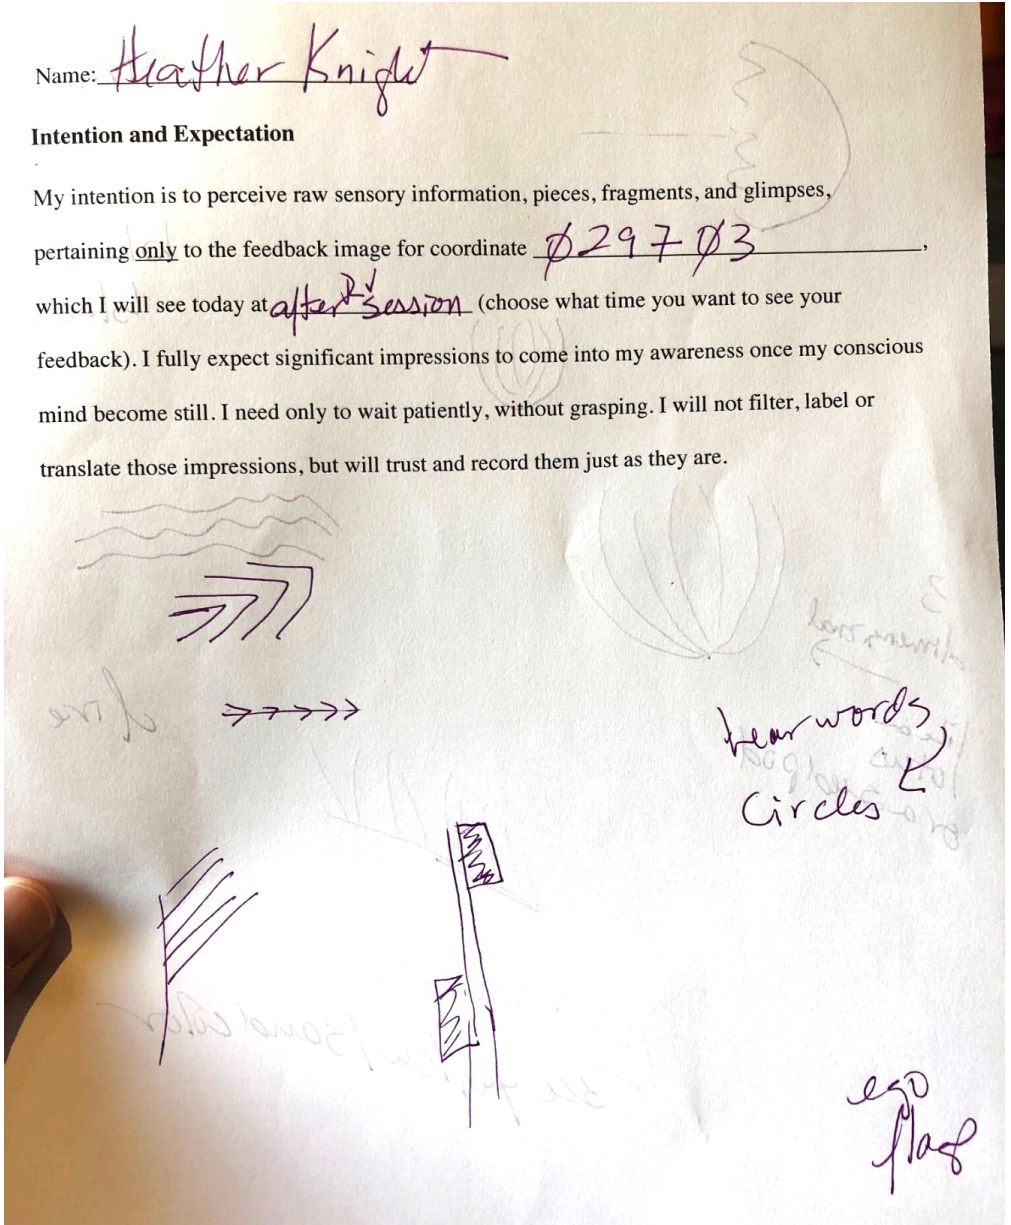 Name: Heather Knight
Intention and Expectation
My intention is to perceive raw sensory information, pieces, fragments, and glimpses,
pertaining only to the feedback image for coordinate Ø297Ø3,
which I will see today at after RV session (choose what time you want to see your
feedback). I fully expect significant impressions to come into my awareness once my conscious
mind become still. I need only to wait patiently, without grasping. I will not filter, label or
translate those impressions, but will trust and record them just as they are.
3
dimensional
hear words,
Circles
sand color
ego
flag